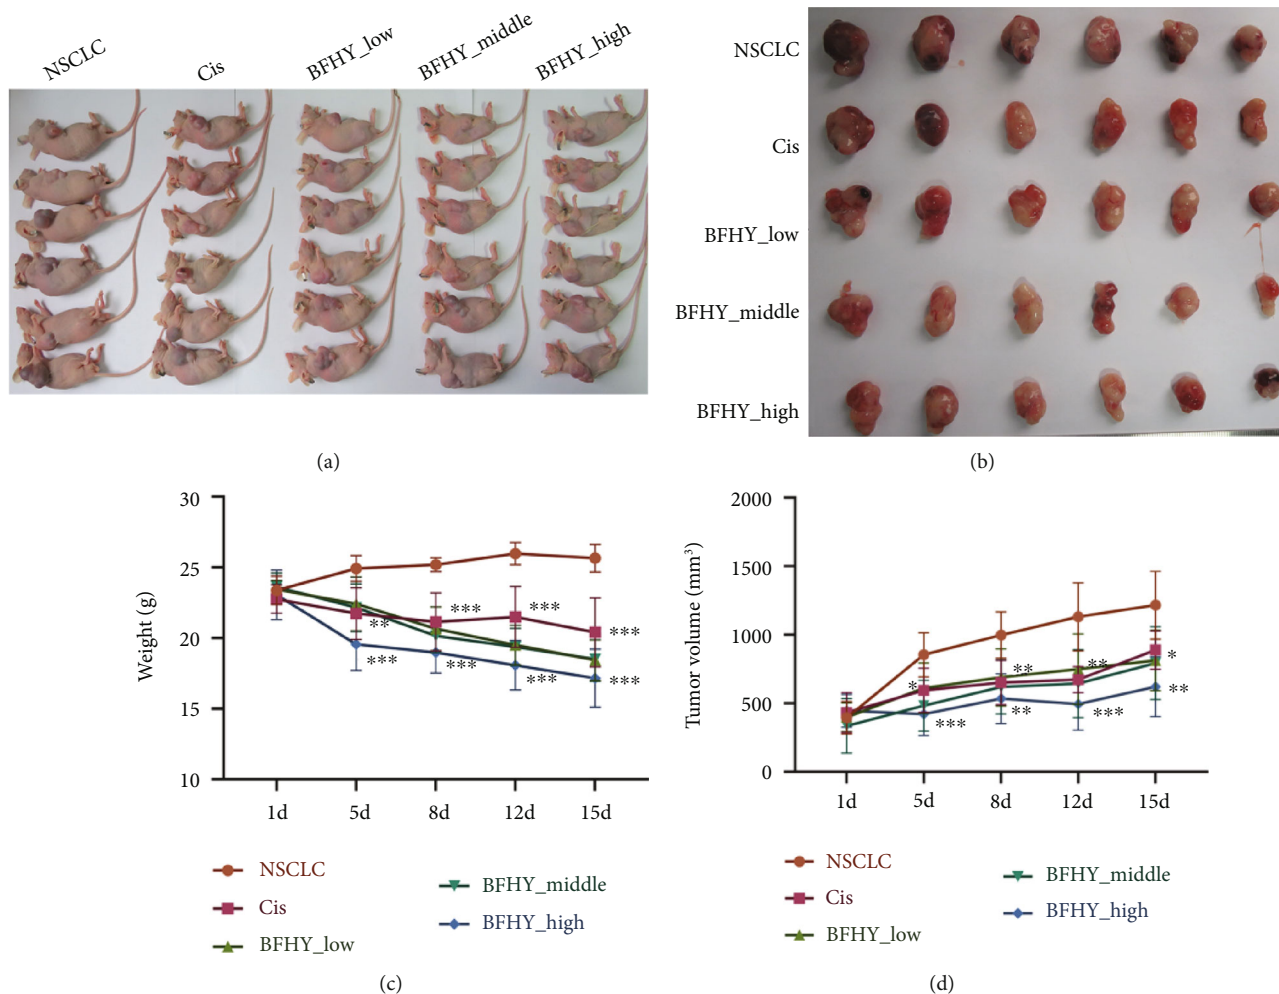 NSCLC
Cis
BFHY_low
BFHY_middle
BFHY_high
(a)
NSCLC
Cis
BFHY_low
BFHY_middle
BFHY_high
(b)
Weight (g)
30
25
20
15
10
**
***
***
***
***
***
***
***
1d 5d 8d 12d 15d
NSCLC
Cis
BFHY_low
BFHY_middle
BFHY_high
(c)
Tumor volume (mm³)
2000
1500
1000
500
0
*
***
**
**
**
***
*
**
1d 5d 8d 12d 15d
NSCLC
Cis
BFHY_low
BFHY_middle
BFHY_high
(d)